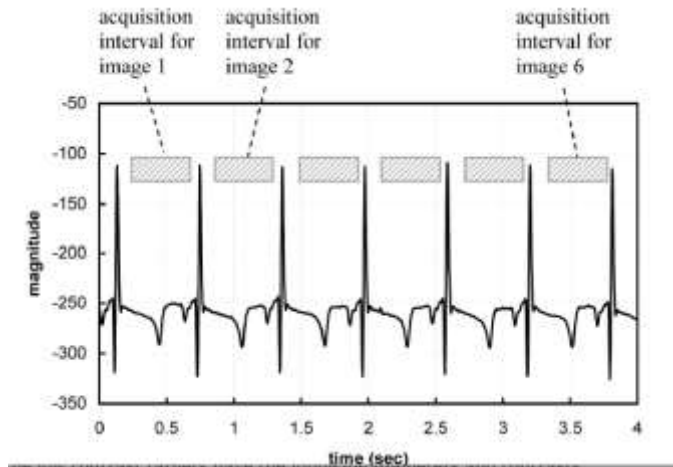 acquisition
interval for
image 1
acquisition
interval for
image 2
acquisition
interval for
image 6
-50
-100
-150
-200
-250
-300
-350
magnitude
0 0.5 1 1.5 2 2.5 3 3.5 4
time (sec)